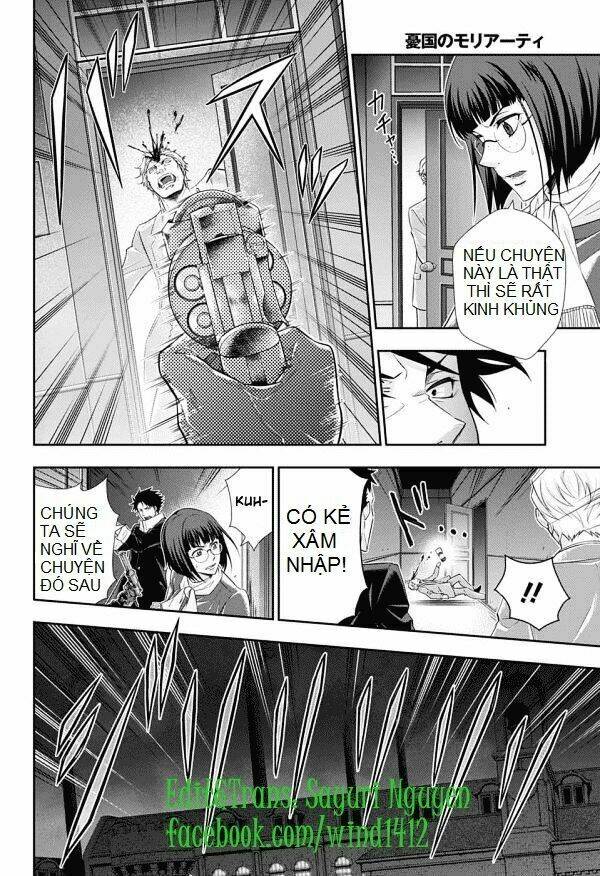 憂国のモリアーティ
カチャ…
NẾU CHUYỆN
NÀY LÀ THẬT
THÌ SẼ RẤT
KINH KHỦNG
!!
CÓ KẺ
XÂM
NHẬP!
KUH-
CHÚNG
TA SẼ
NGHĨ VỀ
CHUYỆN
ĐÓ SAU
Edit&Trans: Sayuri Nguyen
facebook.com/wind1412